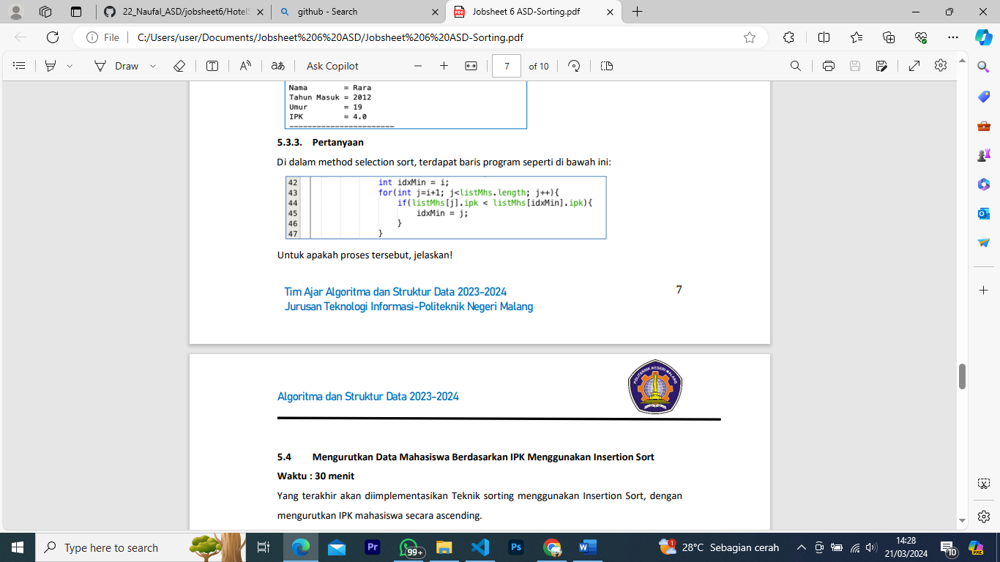 22_Naufal_ASD/jobsheet6/HotelS
github - Search
Jobsheet 6 ASD-Sorting.pdf
File
C:/Users/user/Documents/Jobsheet%206%20ASD/Jobsheet%206%20ASD-Sorting.pdf
Draw
Ask Copilot
7
of 10
Nama = Rara
Tahun Masuk = 2012
Umur = 19
IPK = 4.0
------------------------
5.3.3. Pertanyaan
Di dalam method selection sort, terdapat baris program seperti di bawah ini:
42 int idxMin = i;
43 for(int j=i+1; j<listMhs.length; j++){
44 if(listMhs[j].ipk < listMhs[idxMin].ipk){
45 idxMin = j;
46 }
47 }
Untuk apakah proses tersebut, jelaskan!
Tim Ajar Algoritma dan Struktur Data 2023-2024
7
Jurusan Teknologi Informasi-Politeknik Negeri Malang
POLITEKNIK NEGERI MALANG
Algoritma dan Struktur Data 2023-2024
5.4 Mengurutkan Data Mahasiswa Berdasarkan IPK Menggunakan Insertion Sort
Waktu : 30 menit
Yang terakhir akan diimplementasikan Teknik sorting menggunakan Insertion Sort, dengan
mengurutkan IPK mahasiswa secara ascending.
Type here to search
Pr
99+
Ps
1
28°C Sebagian cerah
14:28
21/03/2024
10
PRE